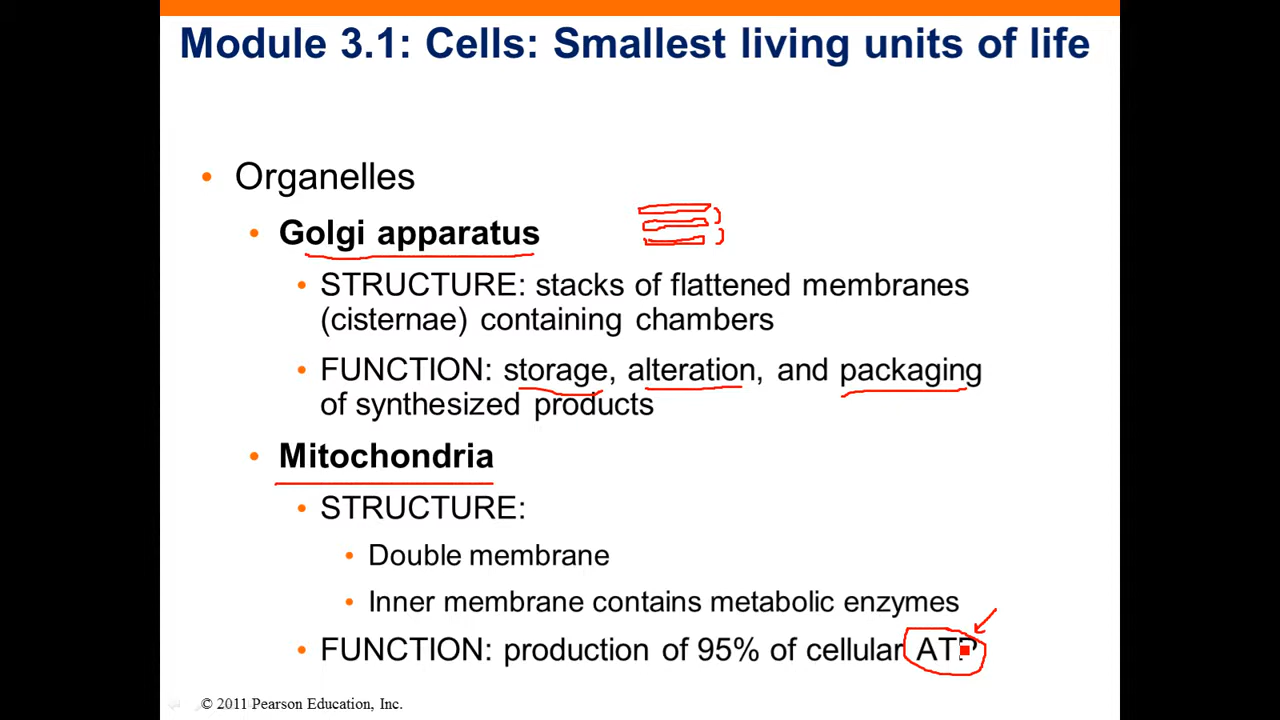 Module 3.1: Cells: Smallest living units of life
• Organelles
• Golgi apparatus
• STRUCTURE: stacks of flattened membranes
(cisternae) containing chambers
• FUNCTION: storage, alteration, and packaging
of synthesized products
• Mitochondria
• STRUCTURE:
• Double membrane
• Inner membrane contains metabolic enzymes
• FUNCTION: production of 95% of cellular ATP
© 2011 Pearson Education, Inc.